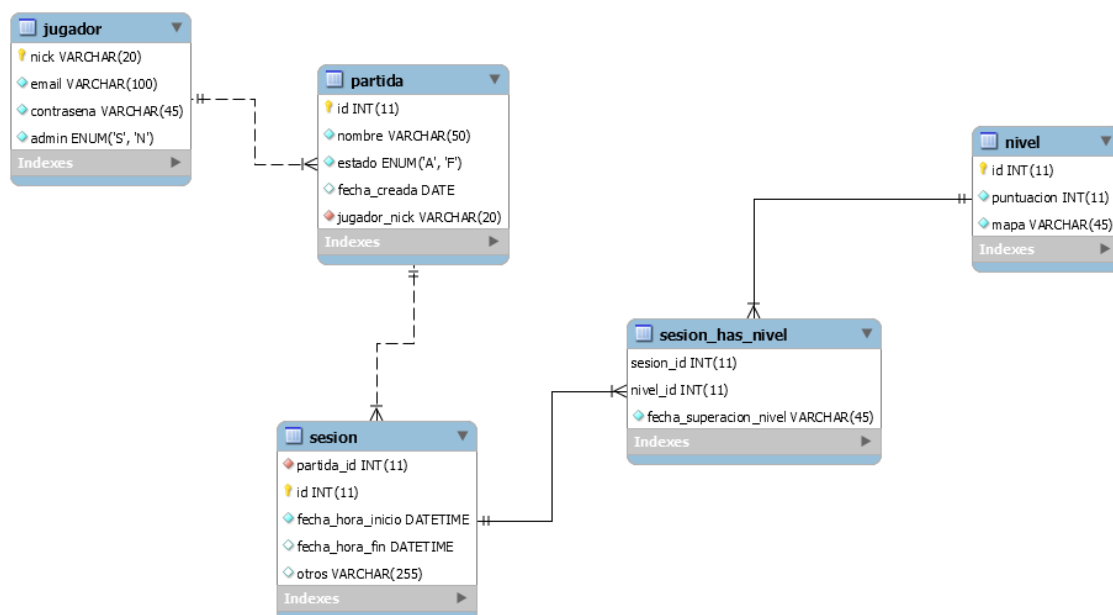 jugador
nick VARCHAR(20)
email VARCHAR(100)
contrasena VARCHAR(45)
admin ENUM('S', 'N')
Indexes
partida
id INT(11)
nombre VARCHAR(50)
estado ENUM('A', 'F')
fecha_creada DATE
jugador_nick VARCHAR(20)
Indexes
nivel
id INT(11)
puntuacion INT(11)
mapa VARCHAR(45)
Indexes
sesion_has_nivel
sesion_id INT(11)
nivel_id INT(11)
fecha_superacion_nivel VARCHAR(45)
Indexes
sesion
partida_id INT(11)
id INT(11)
fecha_hora_inicio DATETIME
fecha_hora_fin DATETIME
otros VARCHAR(255)
Indexes